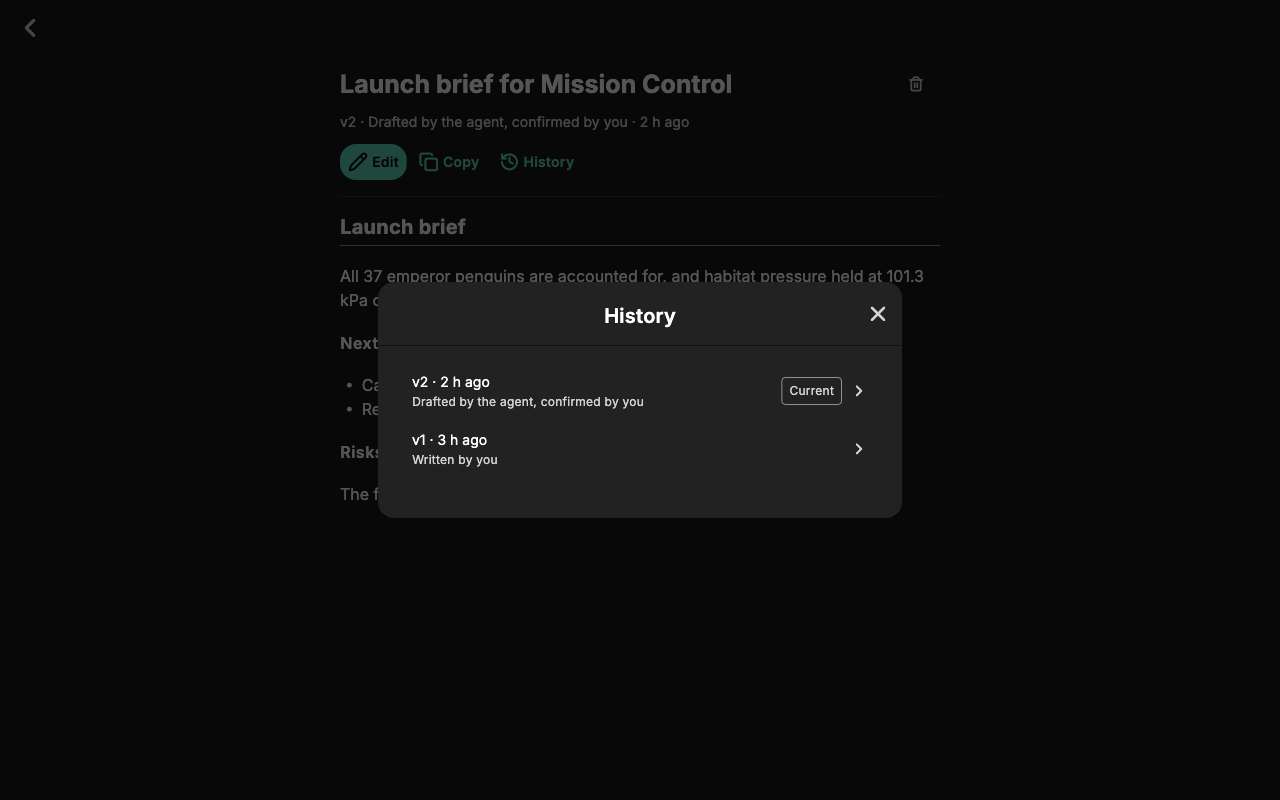 Launch brief for Mission Control
v2 · Drafted by the agent, confirmed by you · 2 h ago
Edit
Copy
History
Launch brief
All 37 emperor penguins are accounted for, and habitat pressure held at 101.3
kPa
Next
History
v2 · 2 h ago
Drafted by the agent, confirmed by you
Current
v1 · 3 h ago
Written by you
Risks
The